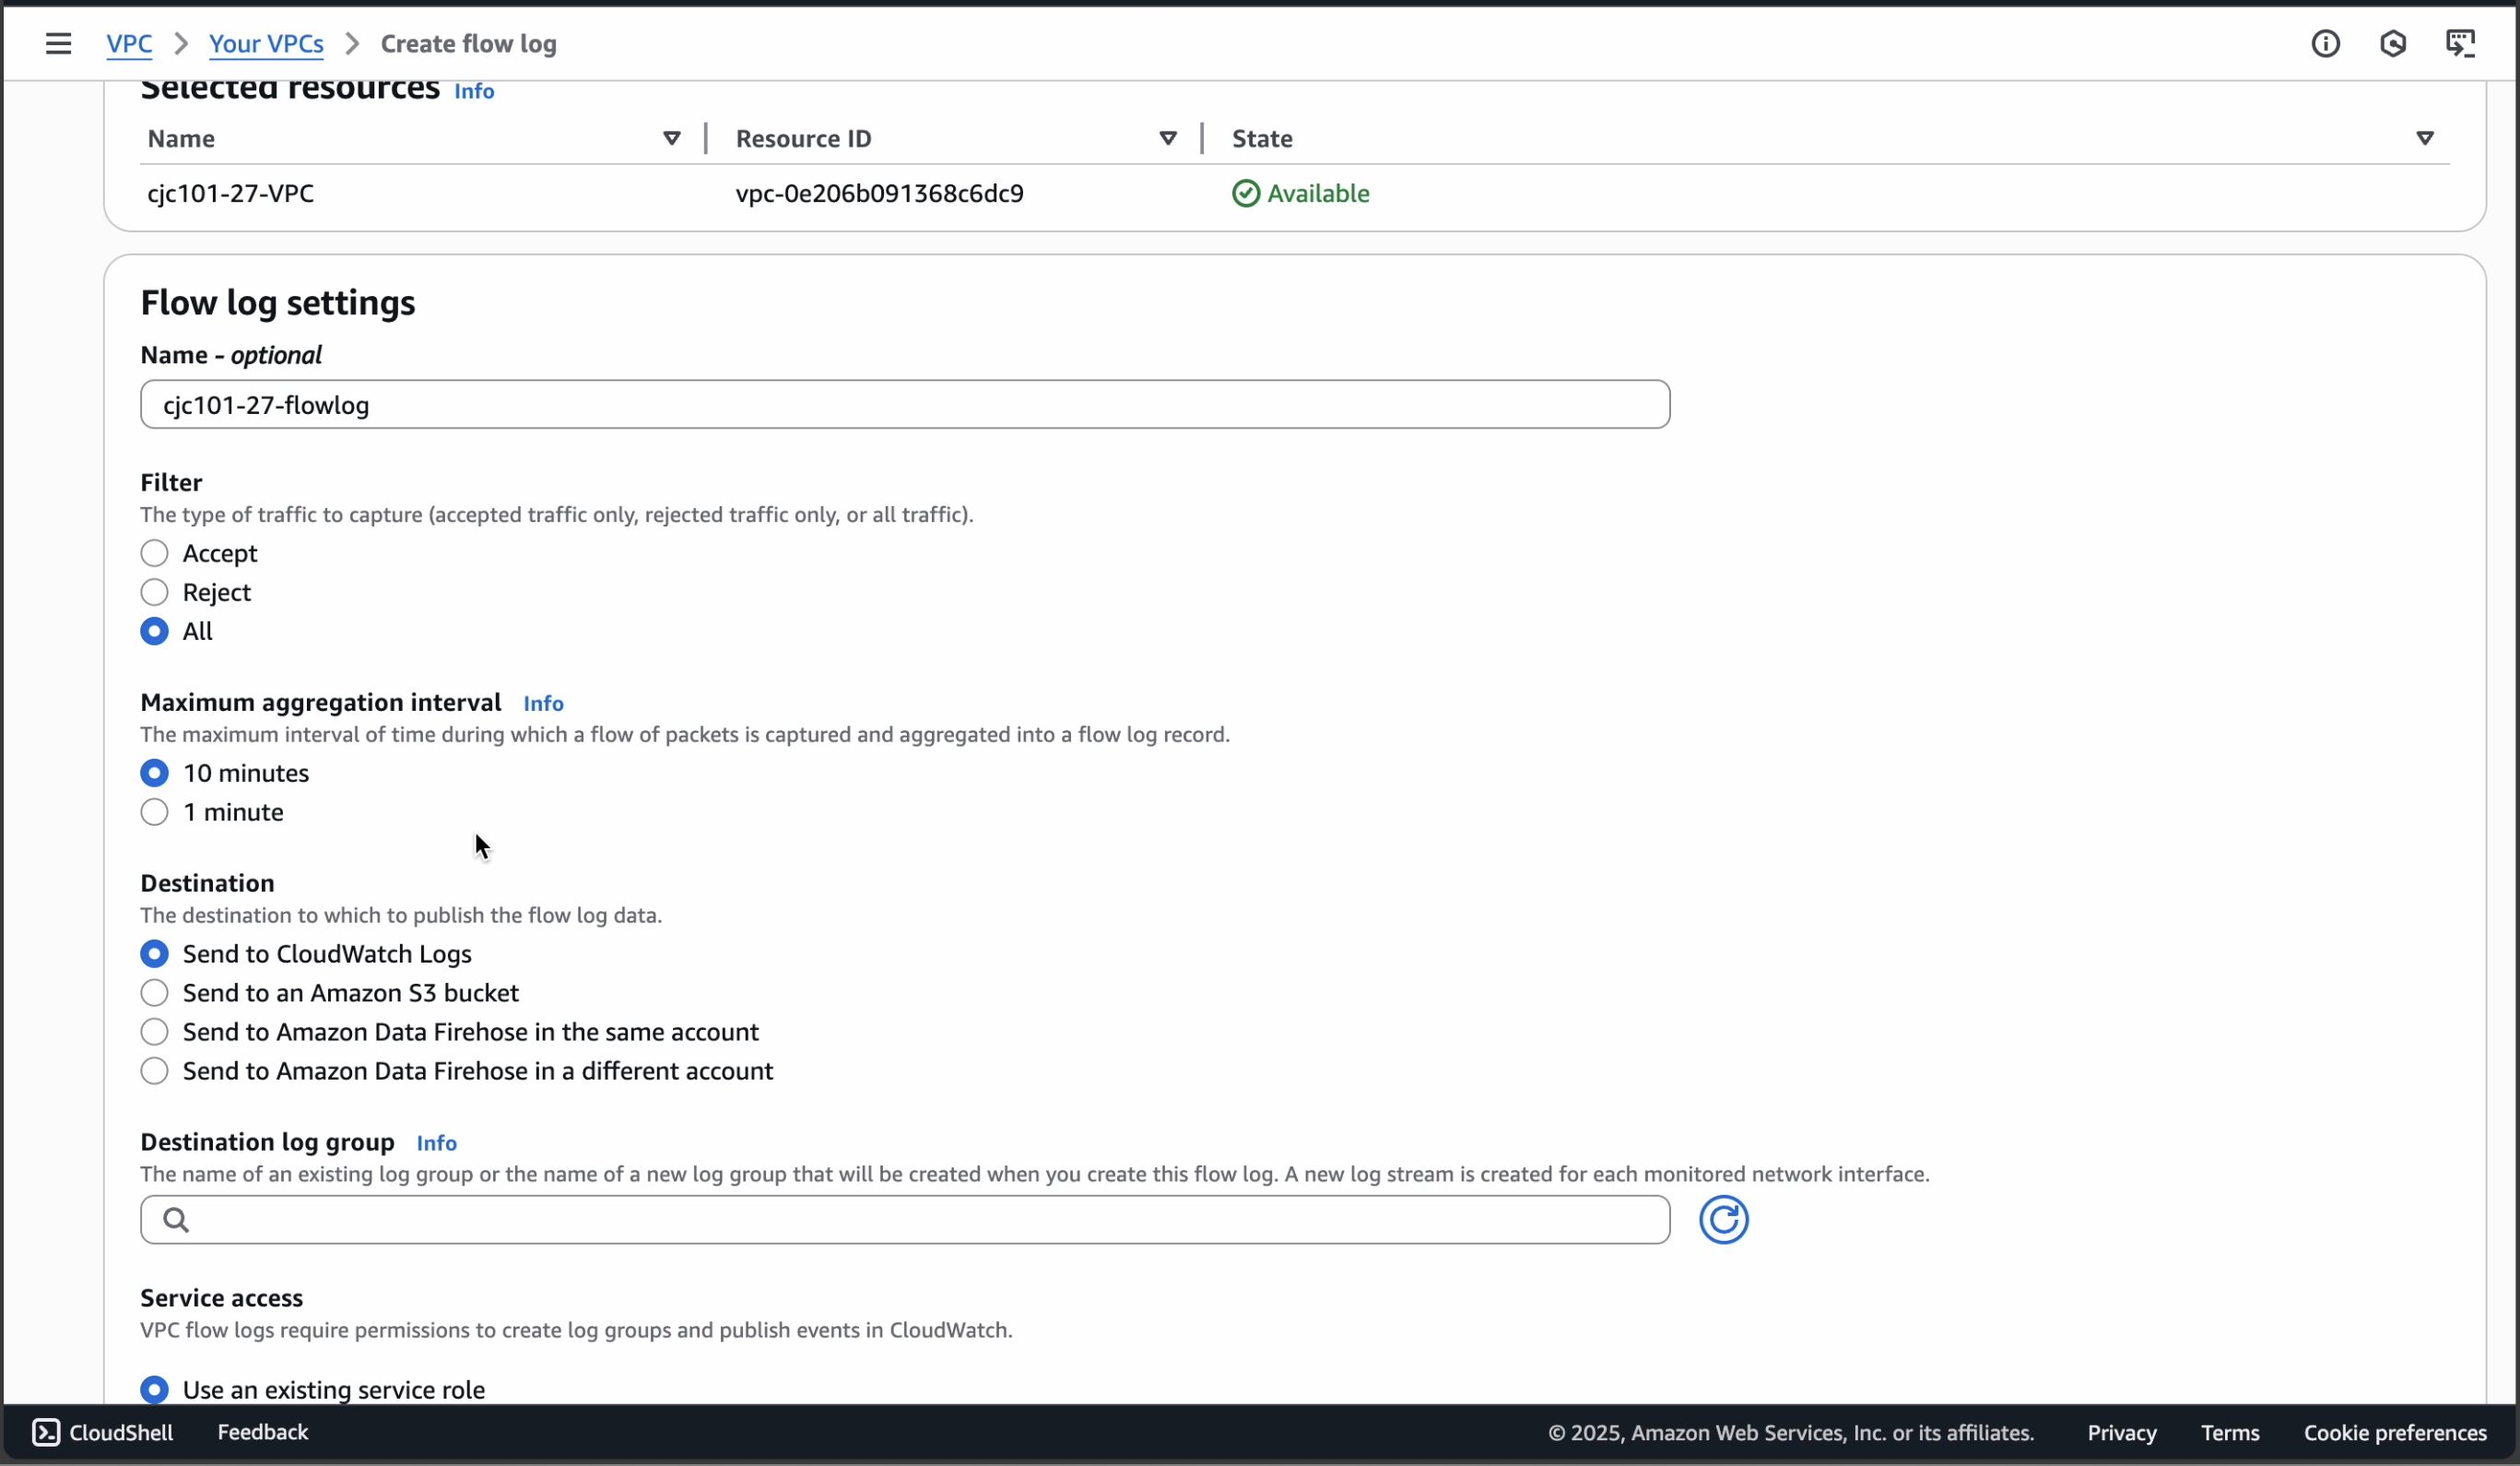 VPC > Your VPCs > Create flow log
Selected resources Info
Name Resource ID State
cjc101-27-VPC vpc-0e206b091368c6dc9 Available
Flow log settings
Name - optional
cjc101-27-flowlog
Filter
The type of traffic to capture (accepted traffic only, rejected traffic only, or all traffic).
Accept
Reject
All
Maximum aggregation interval Info
The maximum interval of time during which a flow of packets is captured and aggregated into a flow log record.
10 minutes
1 minute
Destination
The destination to which to publish the flow log data.
Send to CloudWatch Logs
Send to an Amazon S3 bucket
Send to Amazon Data Firehose in the same account
Send to Amazon Data Firehose in a different account
Destination log group Info
The name of an existing log group or the name of a new log group that will be created when you create this flow log. A new log stream is created for each monitored network interface.
Service access
VPC flow logs require permissions to create log groups and publish events in CloudWatch.
Use an existing service role
CloudShell Feedback © 2025, Amazon Web Services, Inc. or its affiliates. Privacy Terms Cookie preferences